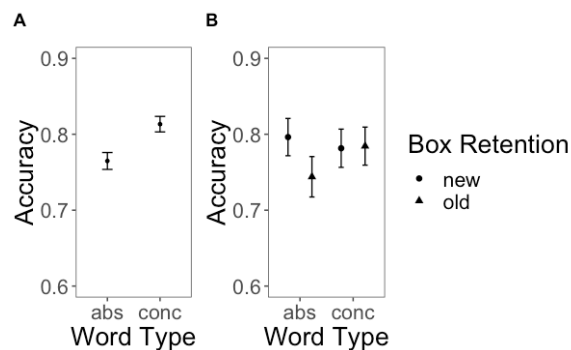 A
B
0.9
0.8
0.7
0.6
Accuracy
abs conc
Word Type
0.9
0.8
0.7
0.6
Accuracy
abs conc
Word Type
Box Retention
new
old